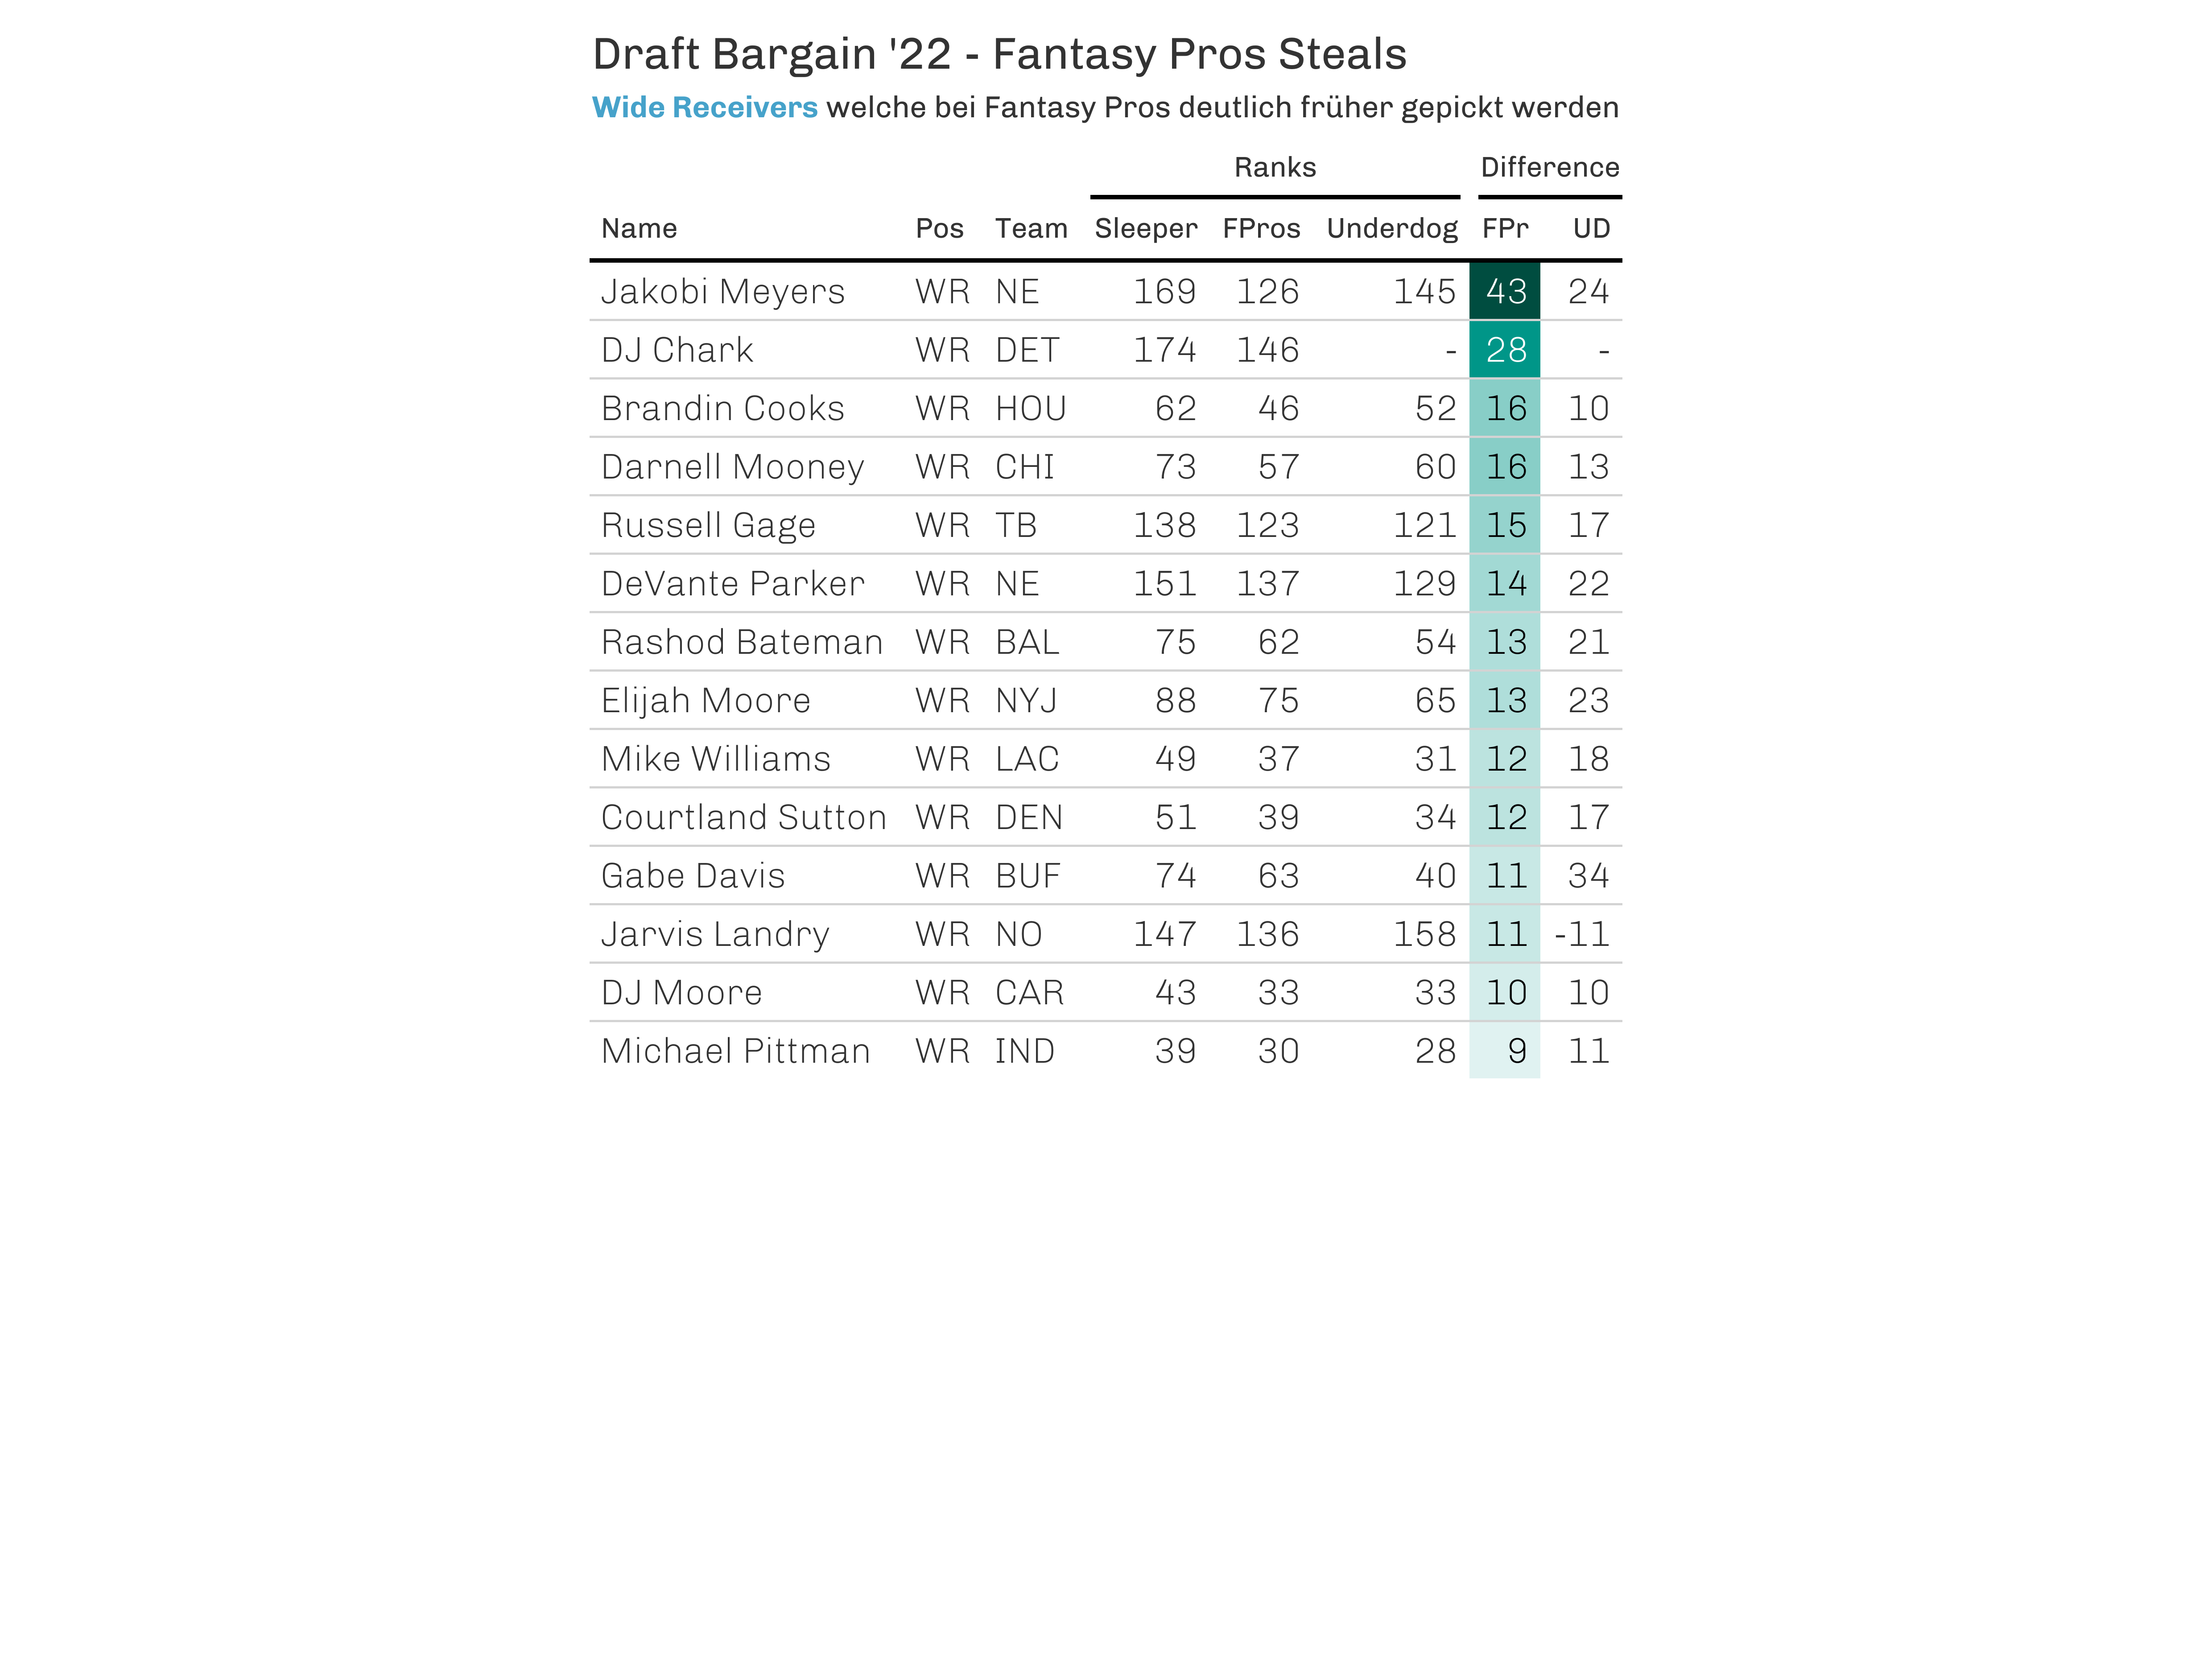 Draft Bargain '22 - Fantasy Pros Steals
Wide Receivers welche bei Fantasy Pros deutlich früher gepickt werden
Ranks Difference
Name Pos Team Sleeper FPros Underdog FPr UD
Jakobi Meyers WR NE 169 126 145 43 24
DJ Chark WR DET 174 146 - 28 -
Brandin Cooks WR HOU 62 46 52 16 10
Darnell Mooney WR CHI 73 57 60 16 13
Russell Gage WR TB 138 123 121 15 17
DeVante Parker WR NE 151 137 129 14 22
Rashod Bateman WR BAL 75 62 54 13 21
Elijah Moore WR NYJ 88 75 65 13 23
Mike Williams WR LAC 49 37 31 12 18
Courtland Sutton WR DEN 51 39 34 12 17
Gabe Davis WR BUF 74 63 40 11 34
Jarvis Landry WR NO 147 136 158 11 -11
DJ Moore WR CAR 43 33 33 10 10
Michael Pittman WR IND 39 30 28 9 11